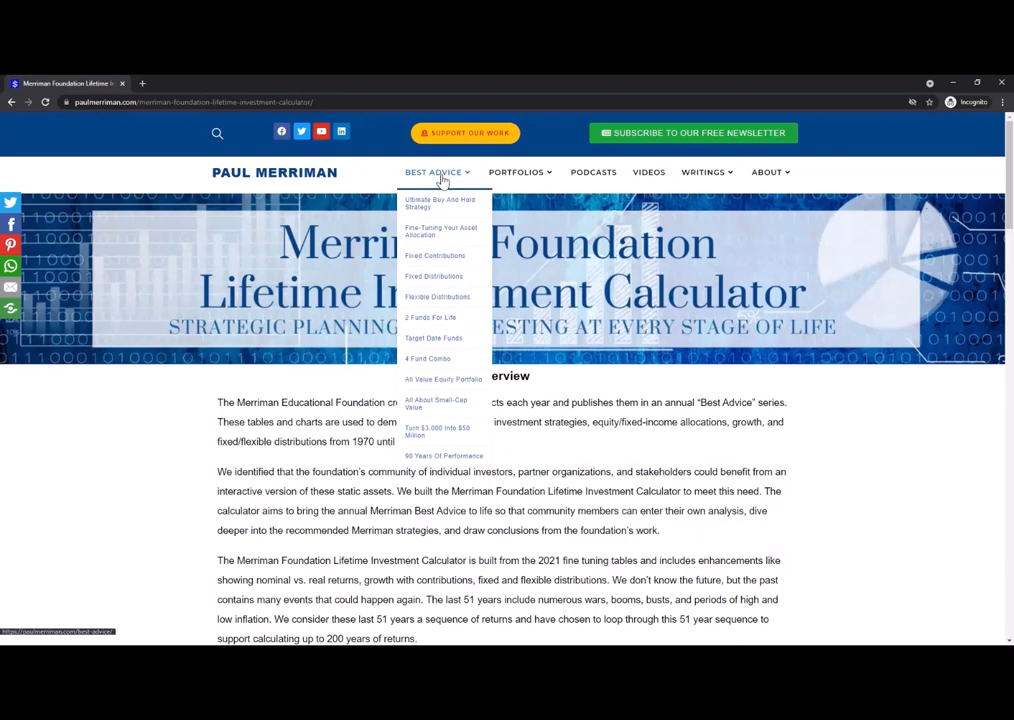 Merriman Foundation Lifetime I
paulmerriman.com/merriman-foundation-lifetime-investment-calculator/
Incognito
SUPPORT OUR WORK
SUBSCRIBE TO OUR FREE NEWSLETTER
PAUL MERRIMAN
BEST ADVICE
PORTFOLIOS
PODCASTS
VIDEOS
WRITINGS
ABOUT
Ultimate Buy And Hold
Strategy
Fine-Tuning Your Asset
Allocation
Fixed Contributions
Fixed Distributions
Flexible Distributions
2 Funds For Life
Target Date Funds
4 Fund Combo
All Value Equity Portfolio
All About Small-Cap
Value
Turn $3,000 Into $50
Million
90 Years Of Performance
Merri Foundation
Lifetime In ment Calculator
STRATEGIC PLANN ESTING AT EVERY STAGE OF LIFE
erview
The Merriman Educational Foundation cr cts each year and publishes them in an annual “Best Advice” series.
These tables and charts are used to dem investment strategies, equity/fixed-income allocations, growth, and
fixed/flexible distributions from 1970 until
We identified that the foundation’s community of individual investors, partner organizations, and stakeholders could benefit from an
interactive version of these static assets. We built the Merriman Foundation Lifetime Investment Calculator to meet this need. The
calculator aims to bring the annual Merriman Best Advice to life so that community members can enter their own analysis, dive
deeper into the recommended Merriman strategies, and draw conclusions from the foundation’s work.
The Merriman Foundation Lifetime Investment Calculator is built from the 2021 fine tuning tables and includes enhancements like
showing nominal vs. real returns, growth with contributions, fixed and flexible distributions. We don’t know the future, but the past
contains many events that could happen again. The last 51 years include numerous wars, booms, busts, and periods of high and
low inflation. We consider these last 51 years a sequence of returns and have chosen to loop through this 51 year sequence to
support calculating up to 200 years of returns.
https://paulmerriman.com/best-advice/